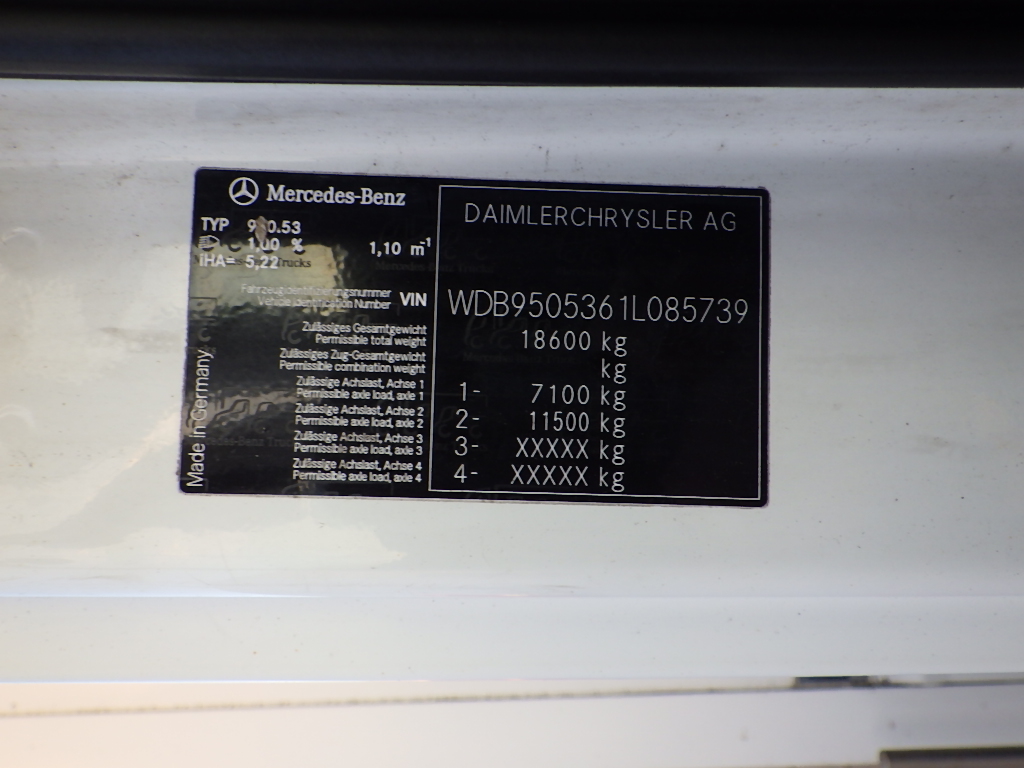 Mercedes-Benz
DAIMLERCHRYSLER AG
TYP
1,00 % 1,10 m⁻¹
iHA= 5,22
Fahrzeugidentifizierungsnummer
Vehicle Identification Number VIN WDB9505361L085739
Zulässiges Gesamtgewicht
Permissible total weight 18600 kg
Zulässiges Zug-Gesamtgewicht
Permissible combination weight kg
Zulässige Achslast, Achse 1
Permissible axle load, axle 1 1- 7100 kg
Zulässige Achslast, Achse 2
Permissible axle load, axle 2 2- 11500 kg
Zulässige Achslast, Achse 3
Permissible axle load, axle 3 3- XXXXX kg
Zulässige Achslast, Achse 4
Permissible axle load, axle 4 4- XXXXX kg
Made in Germany